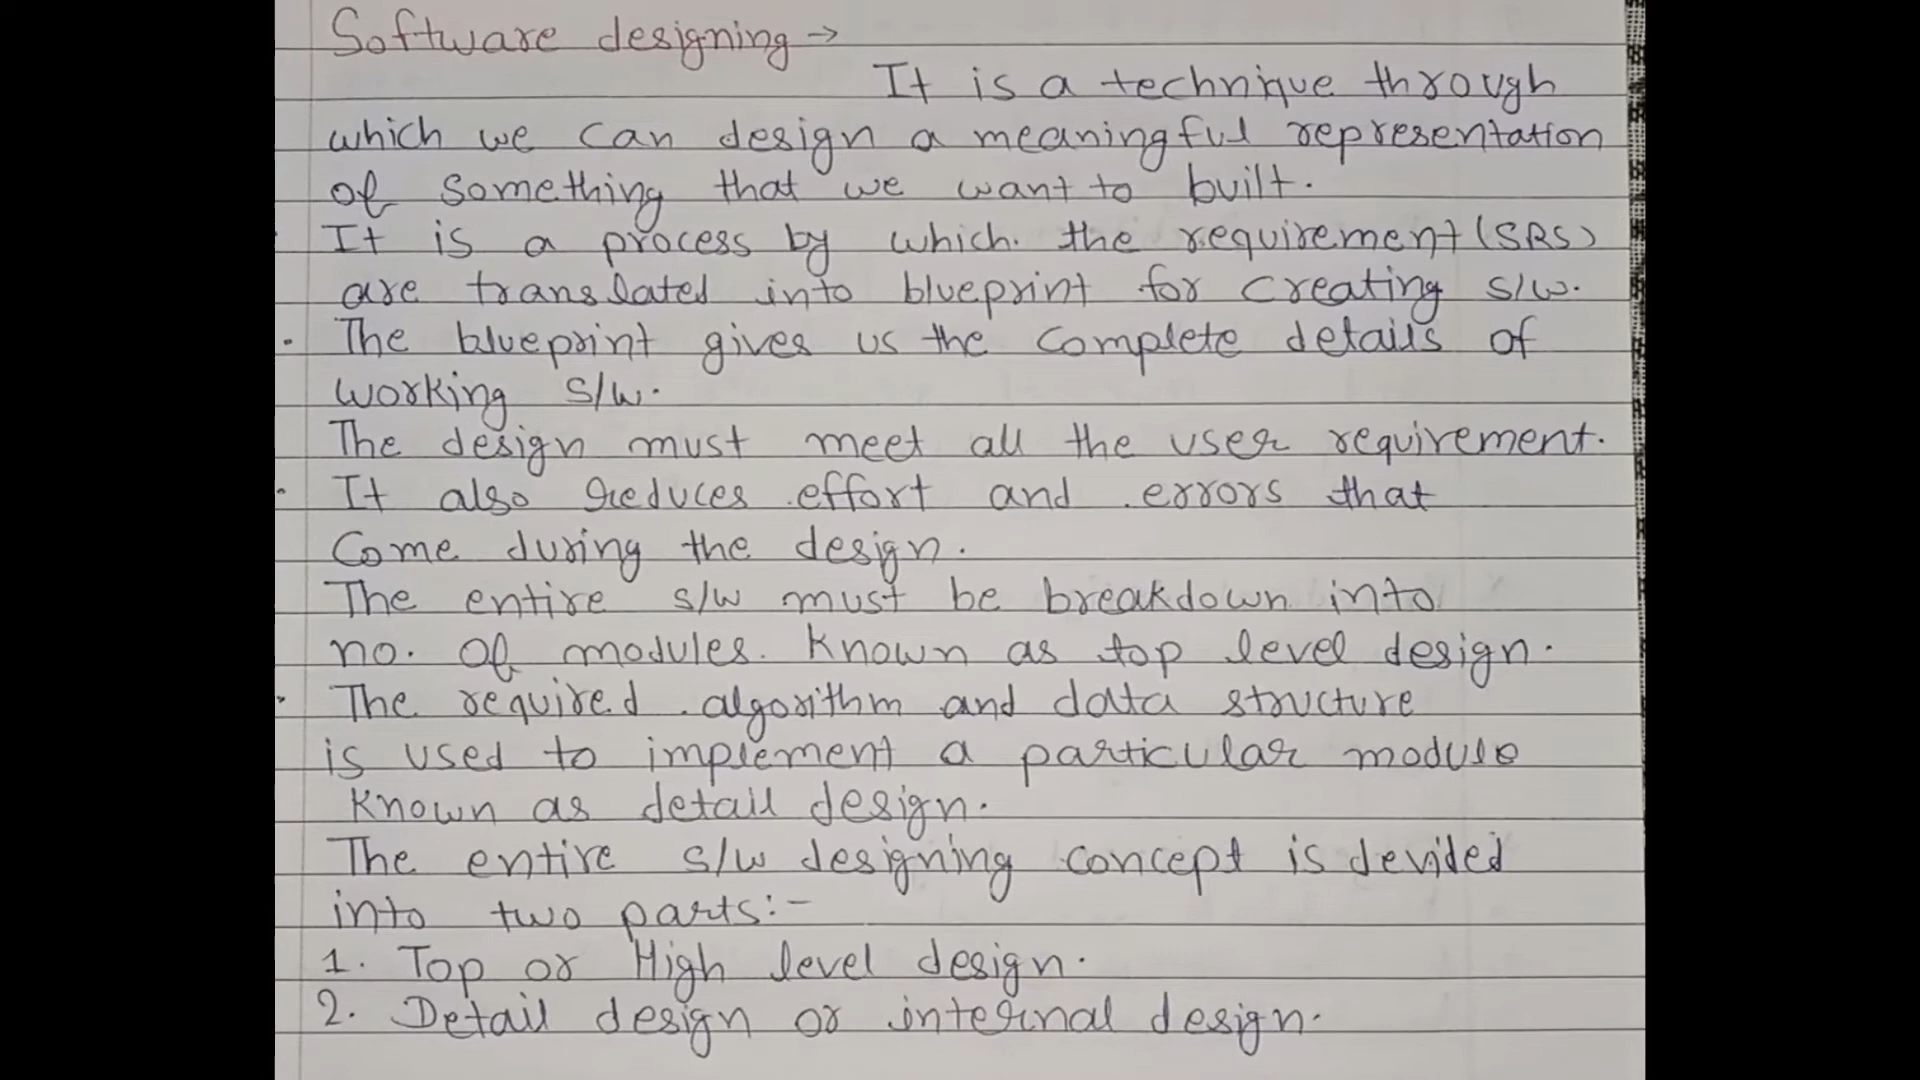 Software designing →
It is a technique through
which we can design a meaningful representation
of something that we want to built.
It is a process by which the requirement (SRS)
are translated into blueprint for creating s/w.
• The blueprint gives us the complete details of
working s/w.
The design must meet all the user requirement.
• It also reduces effort and errors that
Come during the design.
The entire s/w must be breakdown into
no. of modules. Known as top level design.
• The required algorithm and data structure
is used to implement a particular module
Known as detail design.
The entire s/w designing concept is devided
into two parts:-
1. Top or High level design.
2. Detail design or internal design.